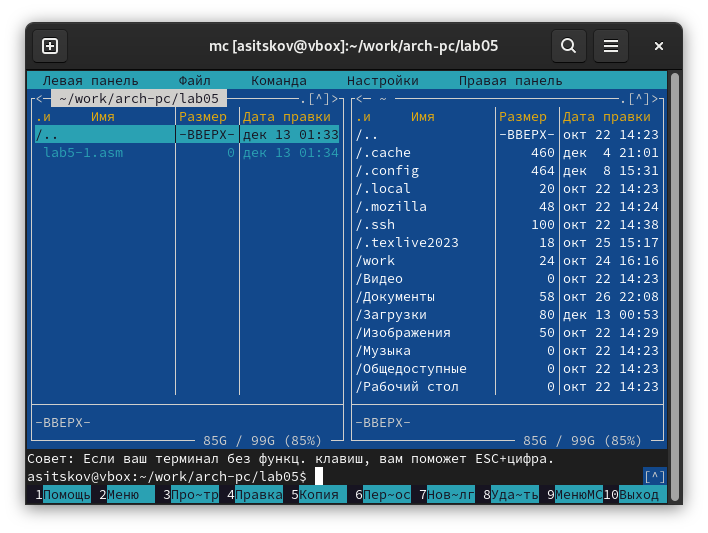 mc [asitskov@vbox]:~/work/arch-pc/lab05
Левая панель Файл Команда Настройки Правая панель
<— ~/work/arch-pc/lab05 .[^]>
.и Имя Размер Дата правки
/.. -ВВЕРХ- дек 13 01:33
lab5-1.asm 0 дек 13 01:34
-ВВЕРХ-
85G / 99G (85%)
<— ~ .[^]>
.и Имя Размер Дата правки
/.. -ВВЕРХ- окт 22 14:23
/.cache 460 дек 4 21:01
/.config 464 дек 8 15:31
/.local 20 окт 22 14:23
/.mozilla 48 окт 22 14:24
/.ssh 100 окт 22 14:38
/.texlive2023 18 окт 25 15:17
/work 24 окт 24 16:16
/Видео 0 окт 22 14:23
/Документы 58 окт 26 22:08
/Загрузки 80 дек 13 00:53
/Изображения 50 окт 22 14:29
/Музыка 0 окт 22 14:23
/Общедоступные 0 окт 22 14:23
/Рабочий стол 0 окт 22 14:23
-ВВЕРХ-
85G / 99G (85%)
Совет: Если ваш терминал без функц. клавиш, вам поможет ESC+цифра.
asitskov@vbox:~/work/arch-pc/lab05$ [^]
1Помощь 2Меню 3Про~тр 4Правка 5Копия 6Пер~ос 7Нов~лг 8Уда~ть 9МенюМС 10Выход